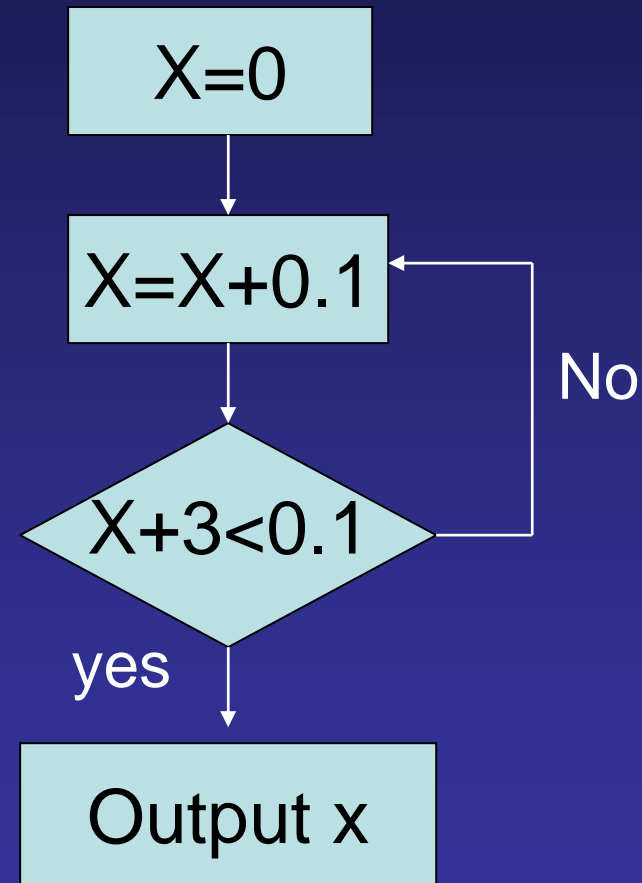 X=0
X=X+0.1
No
X+3<0.1
yes
Output x